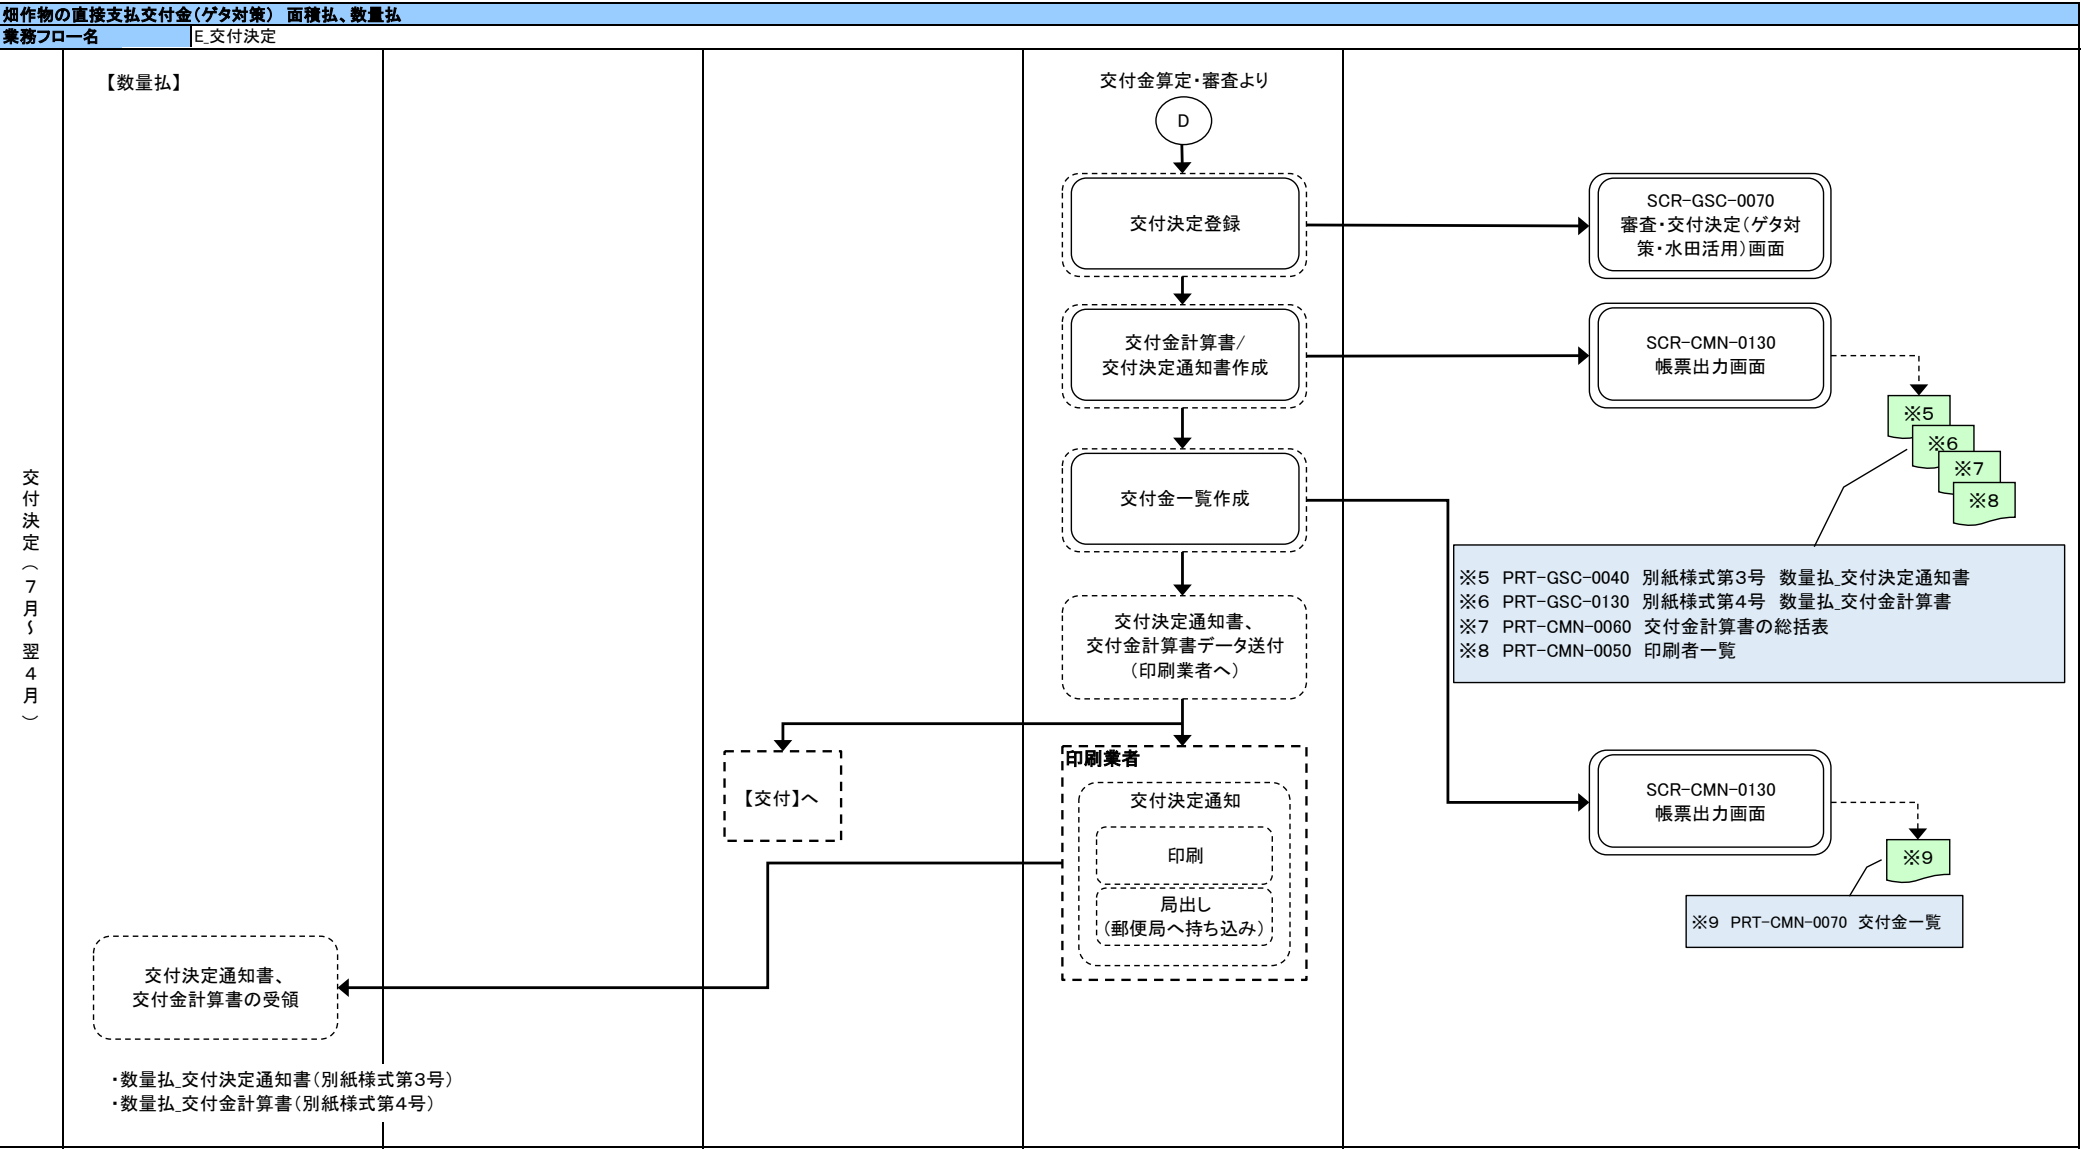 畑作物の直接支払交付金（ゲタ対策）　面積払、数量払
業務フロー名
E_交付決定
交付決定（７月～翌４月）
【数量払】
交付金算定・審査より
D
交付決定登録
SCR-GSC-0070
審査・交付決定（ゲタ対
策・水田活用）画面
交付金計算書/
交付決定通知書作成
SCR-CMN-0130
帳票出力画面
※5
※6
※7
※8
交付金一覧作成
※5　PRT-GSC-0040　別紙様式第3号　数量払_交付決定通知書
※6　PRT-GSC-0130　別紙様式第4号　数量払_交付金計算書
※7　PRT-CMN-0060　交付金計算書の総括表
※8　PRT-CMN-0050　印刷者一覧
交付決定通知書、
交付金計算書データ送付
（印刷業者へ）
【交付】へ
印刷業者
交付決定通知
印刷
局出し
（郵便局へ持ち込み）
SCR-CMN-0130
帳票出力画面
※9
※9　PRT-CMN-0070　交付金一覧
交付決定通知書、
交付金計算書の受領
・数量払_交付決定通知書（別紙様式第3号）
・数量払_交付金計算書（別紙様式第4号）